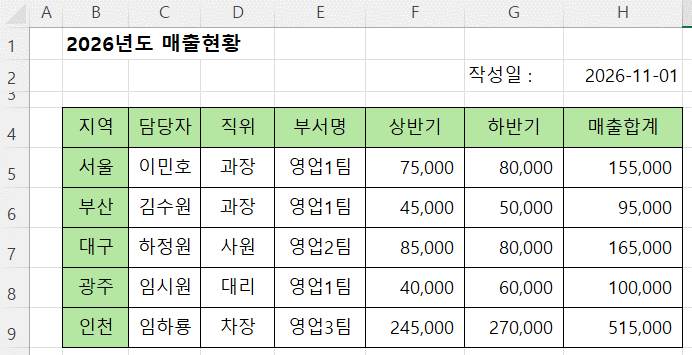 A B C D E F G H
1 2026년도 매출현황
2 작성일 : 2026-11-01
3
4 지역 담당자 직위 부서명 상반기 하반기 매출합계
5 서울 이민호 과장 영업1팀 75,000 80,000 155,000
6 부산 김수원 과장 영업1팀 45,000 50,000 95,000
7 대구 하정원 사원 영업2팀 85,000 80,000 165,000
8 광주 임시원 대리 영업1팀 40,000 60,000 100,000
9 인천 임하룡 차장 영업3팀 245,000 270,000 515,000